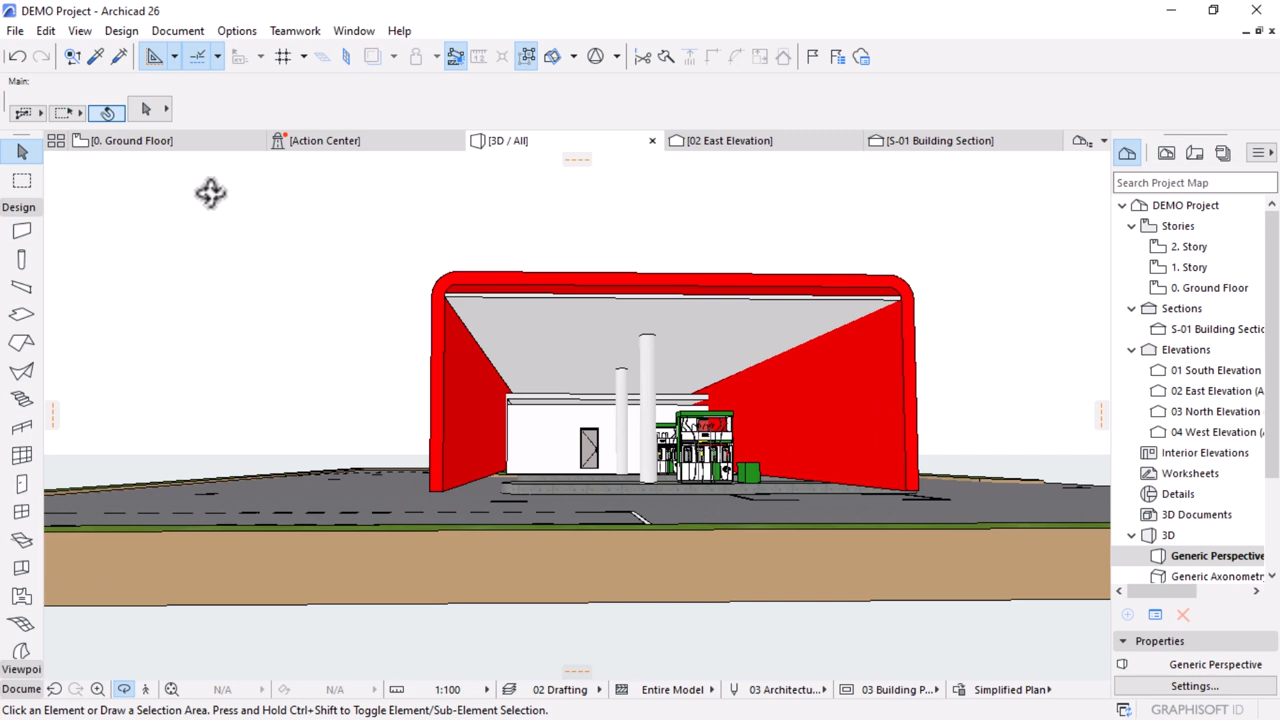 DEMO Project - Archicad 26
File Edit View Design Document Options Teamwork Window Help
Main:
[0. Ground Floor] [Action Center] [3D / All] [02 East Elevation] [S-01 Building Section]
Search Project Map
Design
DEMO Project
Stories
2. Story
1. Story
0. Ground Floor
Sections
S-01 Building Sectic
Elevations
01 South Elevation
02 East Elevation (A
03 North Elevation
04 West Elevation (A
Interior Elevations
Worksheets
Details
3D Documents
3D
Generic Perspective
Generic Axonometr
Properties
Viewpoi
Generic Perspective
Docume N/A N/A 1:100 02 Drafting Entire Model 03 Architectu... 03 Building P... Simplified Plan
Settings...
Click an Element or Draw a Selection Area. Press and Hold Ctrl+Shift to Toggle Element/Sub-Element Selection.
GRAPHISOFT ID